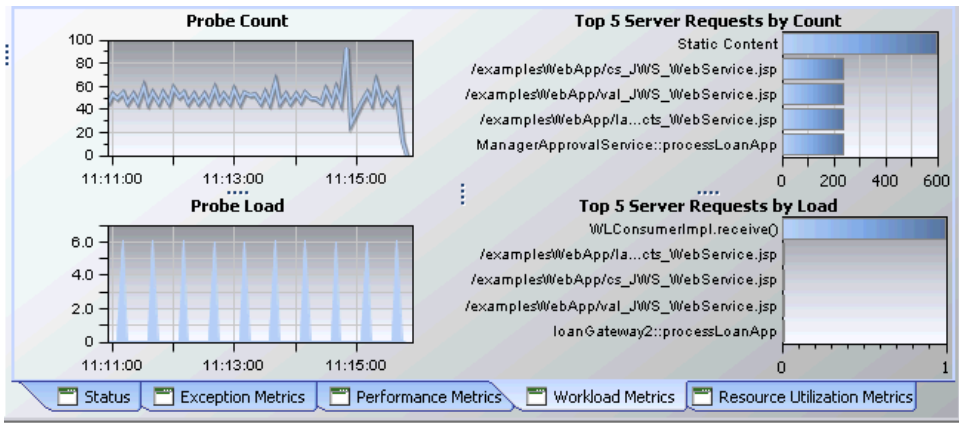 Probe Count
100
80
60
40
20
0
11:11:00 11:13:00 11:15:00
Top 5 Server Requests by Count
Static Content
/examplesWebApp/cs_JWS_WebService.jsp
/examplesWebApp/val_JWS_WebService.jsp
/examplesWebApp/la...cts_WebService.jsp
ManagerApprovalService::processLoanApp
0 200 400 600
Probe Load
6.0
4.0
2.0
0
11:11:00 11:13:00 11:15:00
Top 5 Server Requests by Load
WLConsumerImpl.receive()
/examplesWebApp/la...cts_WebService.jsp
/examplesWebApp/cs_JWS_WebService.jsp
/examplesWebApp/val_JWS_WebService.jsp
loanGateway2::processLoanApp
0 1
Status Exception Metrics Performance Metrics Workload Metrics Resource Utilization Metrics